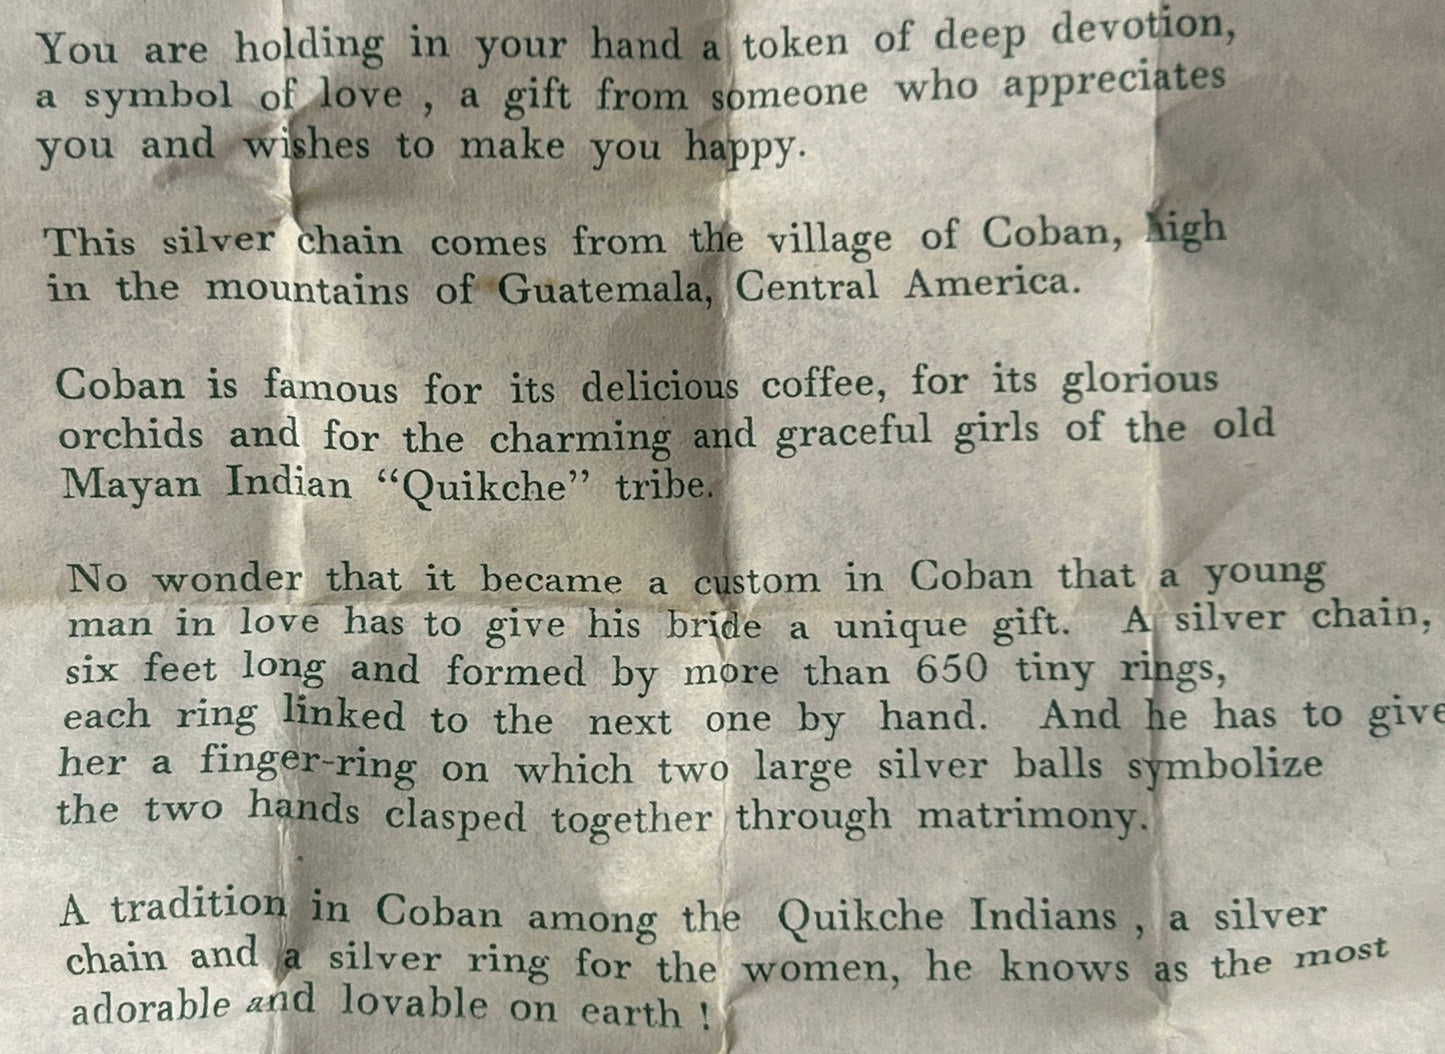 You are holding in your hand a token of deep devotion,
a symbol of love , a gift from someone who appreciates
you and wishes to make you happy.
This silver chain comes from the village of Coban, high
in the mountains of Guatemala, Central America.
Coban is famous for its delicious coffee, for its glorious
orchids and for the charming and graceful girls of the old
Mayan Indian “Quikche” tribe.
No wonder that it became a custom in Coban that a young
man in love has to give his bride a unique gift. A silver chain,
six feet long and formed by more than 650 tiny rings,
each ring linked to the next one by hand. And he has to give
her a finger-ring on which two large silver balls symbolize
the two hands clasped together through matrimony.
A tradition in Coban among the Quikche Indians , a silver
chain and a silver ring for the women, he knows as the most
adorable and lovable on earth !